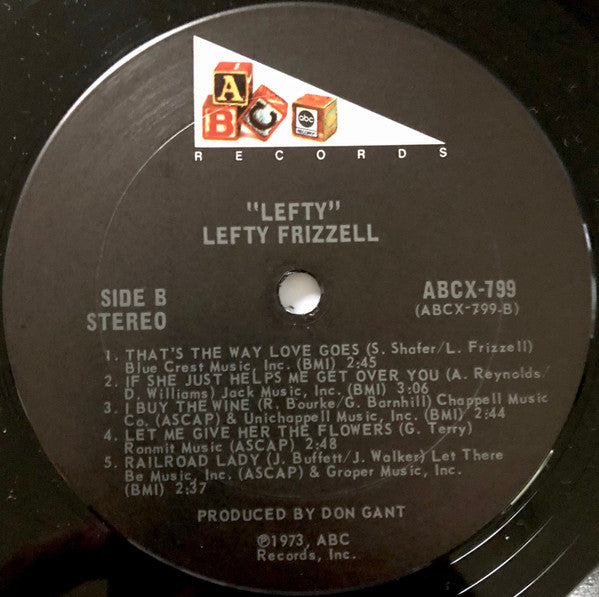 A
B C
abc
RECORDS
"LEFTY"
LEFTY FRIZZELL
SIDE B
STEREO
ABCX-799
(ABCX-799-B)
1. THAT'S THE WAY LOVE GOES (S. Shafer/L. Frizzell)
Blue Crest Music, Inc. (BMI) 2:45
2. IF SHE JUST HELPS ME GET OVER YOU (A. Reynolds/
D. Williams) Jack Music, Inc. (BMI) 3:06
3. I BUY THE WINE (R. Bourke/G. Barnhill) Chappell Music
Co. (ASCAP) & Unichappell Music, Inc. (BMI) 2:44
4. LET ME GIVE HER THE FLOWERS (G. Terry)
Ronmit Music (ASCAP) 2:48
5. RAILROAD LADY (J. Buffett/J. Walker) Let There
Be Music, Inc. (ASCAP) & Groper Music, Inc.
(BMI) 2:37
PRODUCED BY DON GANT
℗1973, ABC
Records, Inc.